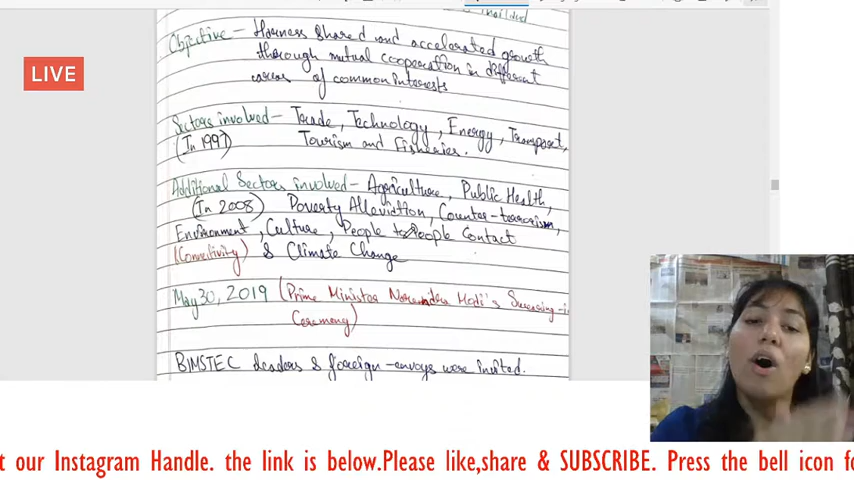 Thailand
LIVE
Objective - Harness shared and accelerated growth
thorough mutual cooperation in different
areas of common interests
Sectors involved - Trade, Technology, Energy, Transport,
(In 1997) Tourism and Fisheries.
Additional Sectors involved - Agriculture, Public Health,
(In 2008) Poverty Alleviation, Counter-terrorism,
Environment, Culture, People to People Contact
(Connectivity) & Climate Change
May 30, 2019 (Prime Minister Narendra Modi's Swearing-in
Ceremony)
BIMSTEC leaders & foreign-envoys were invited.
t our Instagram Handle. the link is below.Please like,share & SUBSCRIBE. Press the bell icon fo